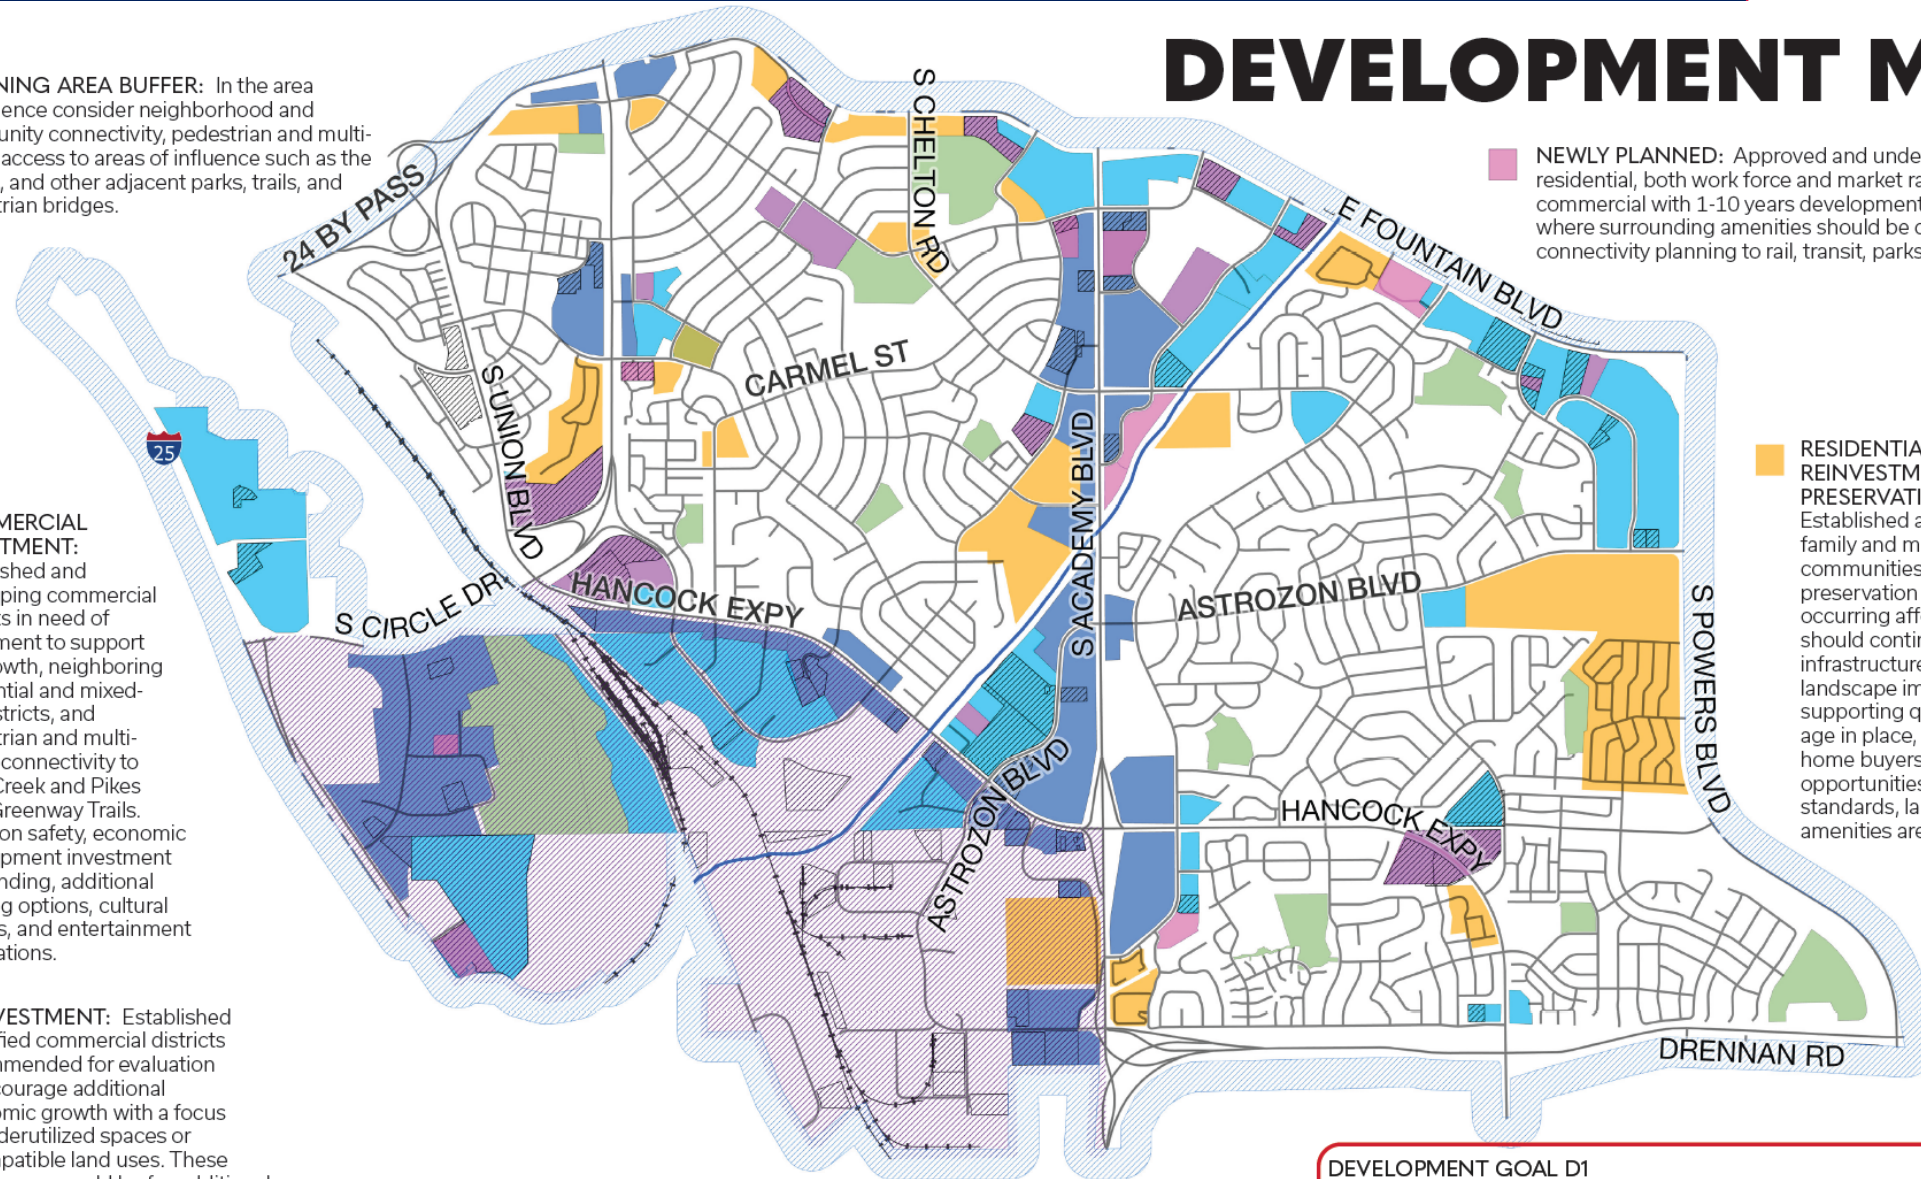 DEVELOPMENT M
NING AREA BUFFER: In the area
ence consider neighborhood and
unity connectivity, pedestrian and multi-
access to areas of influence such as the
, and other adjacent parks, trails, and
trian bridges.
NEWLY PLANNED: Approved and unde
residential, both work force and market ra
commercial with 1-10 years development
where surrounding amenities should be c
connectivity planning to rail, transit, parks
24 BY PASS
S CHELTON RD
E FOUNTAIN BLVD
CARMEL ST
S UNION BLVD
S ACADEMY BLVD
25
RESIDENTIA
REINVESTM
PRESERVATI
Established a
family and m
communities
preservation
occurring affo
should contin
infrastructure
landscape im
supporting q
age in place,
home buyers
opportunities
standards, la
amenities are
MERCIAL
TMENT:
shed and
ping commercial
ts in need of
ment to support
owth, neighboring
ntial and mixed-
stricts, and
trian and multi-
connectivity to
Creek and Pikes
Greenway Trails.
on safety, economic
opment investment
nding, additional
g options, cultural
s, and entertainment
ations.
S CIRCLE DR
HANCOCK EXPY
ASTROZON BLVD
S POWERS BLVD
ASTROZON BLVD
HANCOCK EXPY
DRENNAN RD
VESTMENT: Established
fied commercial districts
mmended for evaluation
courage additional
omic growth with a focus
derutilized spaces or
patible land uses. These
DEVELOPMENT GOAL D1